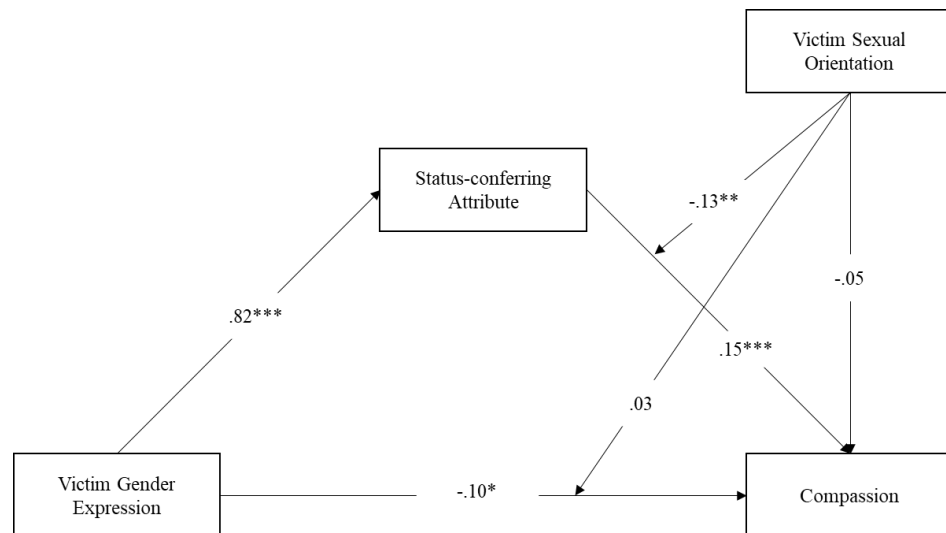 Victim Sexual
Orientation
Status-conferring
Attribute
-.13**
-.05
.82***
.15***
.03
Victim Gender
Expression
-.10*
Compassion